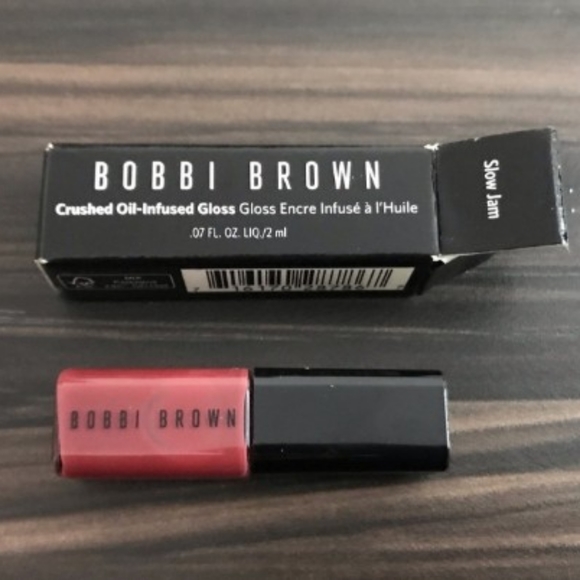 BOBBI BROWN
Crushed Oil-Infused Gloss Gloss Encre Infusé à l'Huile
.07 FL. OZ. LIQ./2 ml
Slow Jam
MIX
BOBBI BROWN